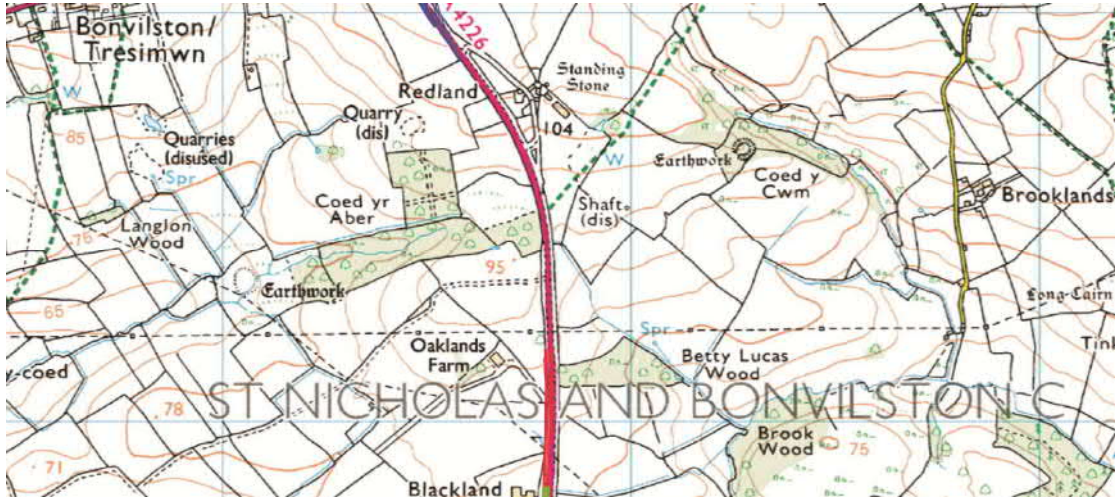 Bonvilston/
Tresimwn
4226
W
85
Quarries
(disused)
Spr
Redland
Quarry
(dis)
Standing
Stone
104
W
Earthwork
Coed y
Cwm
Brooklands
Coed yr
Aber
Shaft
(dis)
Langlon
Wood
75
95
Earthwork
65
Long Cairn
Spr
Oaklands
Farm
Betty Lucas
Wood
Tink
y-coed
ST NICHOLAS AND BONVILSTON C
78
71
Brook
Wood
75
Blackland